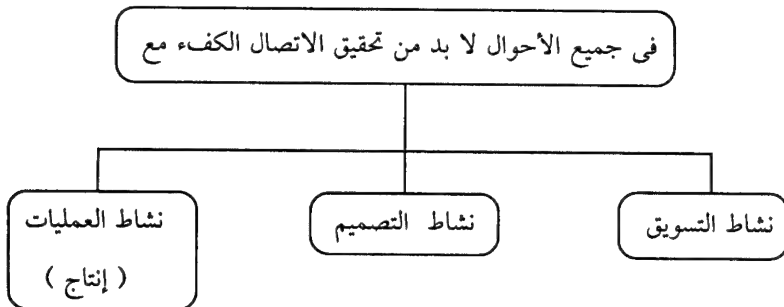 فى جميع الأحوال لا بد من تحقيق الاتصال الكفء مع
نشاط التسويق
نشاط التصميم
نشاط العمليات
( إنتاج )